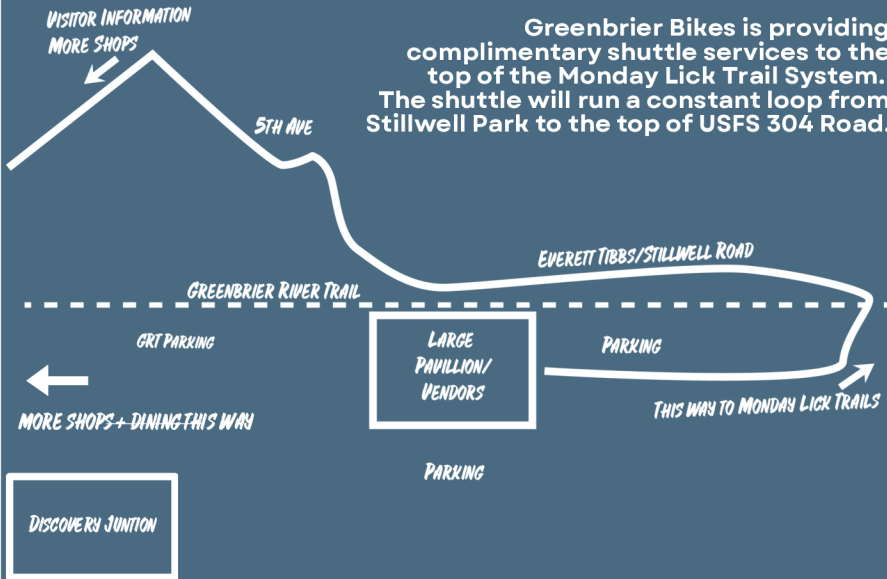 VISITOR INFORMATION
MORE SHOPS
Greenbrier Bikes is providing
complimentary shuttle services to the
top of the Monday Lick Trail System.
The shuttle will run a constant loop from
Stillwell Park to the top of USFS 304 Road.
5TH AVE
EVERETT TIBBS/STILLWELL ROAD
GREENBRIER RIVER TRAIL
GRT PARKING
LARGE
PAVILLION/
VENDORS
PARKING
MORE SHOPS + DINING THIS WAY
THIS WAY TO MONDAY LICK TRAILS
PARKING
DISCOVERY JUNTION